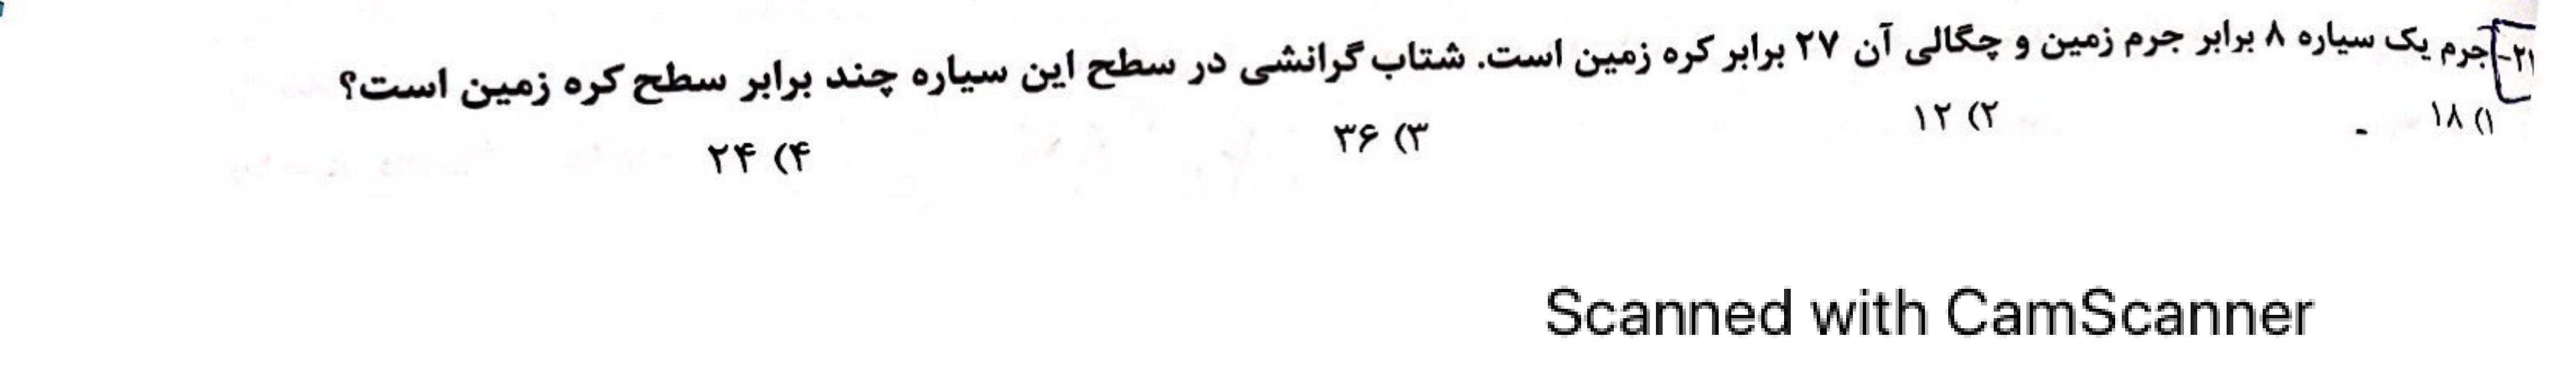 ۲۱- جرم یک سیاره ۸ برابر جرم زمین و چگالی آن ۲۷ برابر کره زمین است. شتاب گرانشی در سطح این سیاره چند برابر سطح کره زمین است؟
۱) ۱۸ ۲) ۱۲ ۳) ۳۶ ۴) ۲۴
Scanned with CamScanner